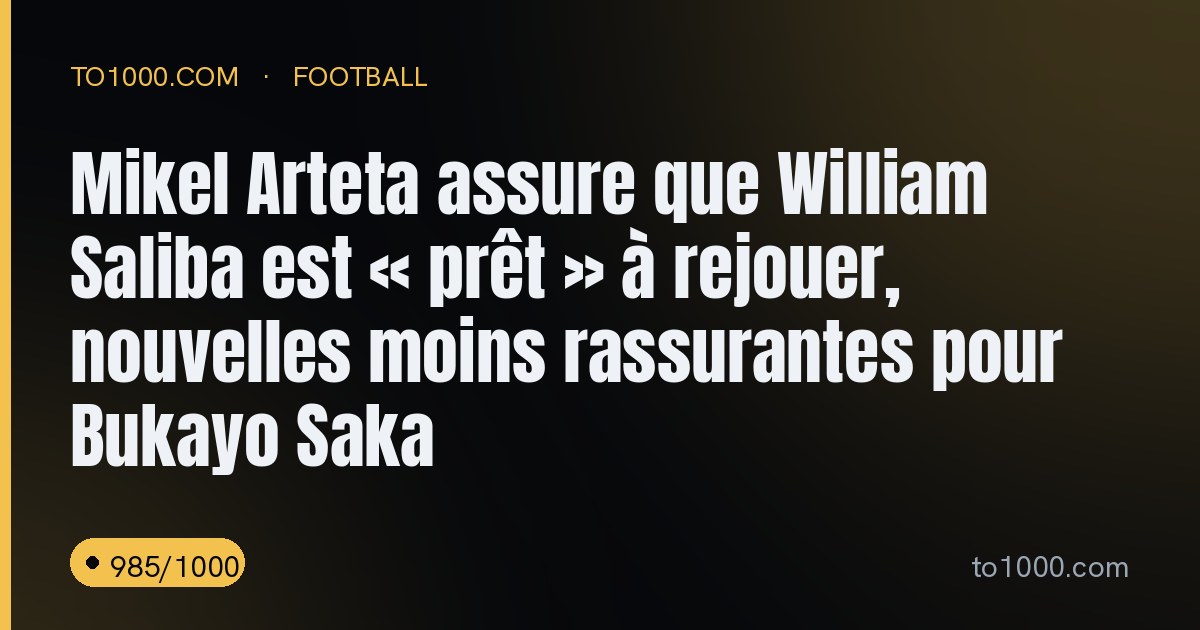 TO1000.COM · FOOTBALL
Mikel Arteta assure que William
Saliba est « prêt » à rejouer,
nouvelles moins rassurantes pour
Bukayo Saka
985/1000
to1000.com